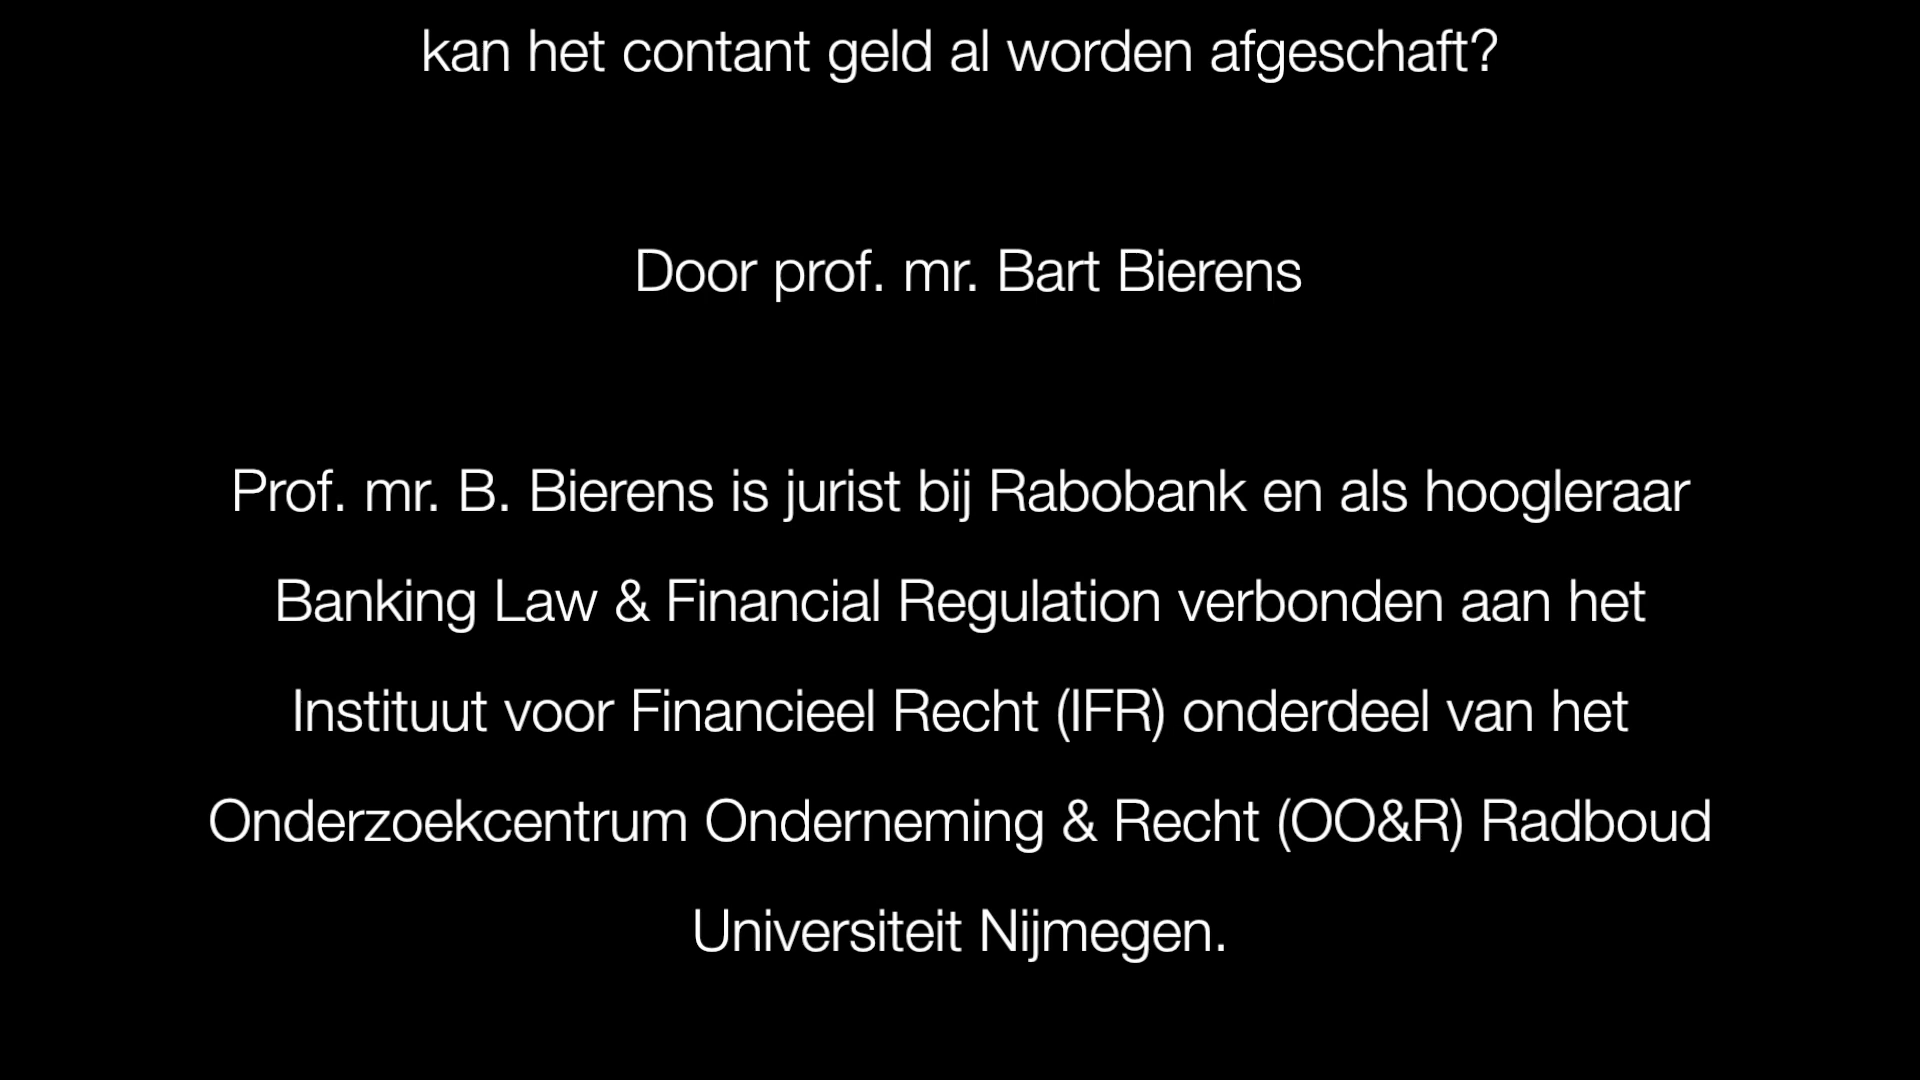 kan het contant geld al worden afgeschaft?
Door prof. mr. Bart Bierens
Prof. mr. B. Bierens is jurist bij Rabobank en als hoogleraar
Banking Law & Financial Regulation verbonden aan het
Instituut voor Financieel Recht (IFR) onderdeel van het
Onderzoekcentrum Onderneming & Recht (OO&R) Radboud
Universiteit Nijmegen.